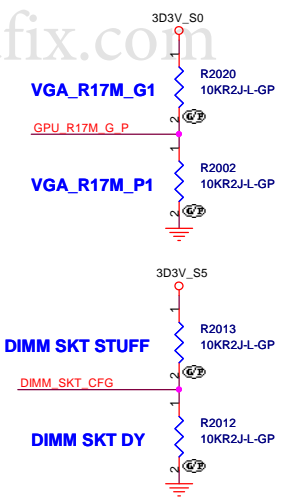 fix.com
3D3V_S0
1
R2020
10KR2J-L-GP
VGA_R17M_G1
2
G/P
GPU_R17M_G_P
1
R2002
10KR2J-L-GP
VGA_R17M_P1
2
G/P
3D3V_S5
1
R2013
10KR2J-L-GP
DIMM SKT STUFF
2
G/P
DIMM_SKT_CFG
1
R2012
10KR2J-L-GP
DIMM SKT DY
2
G/P